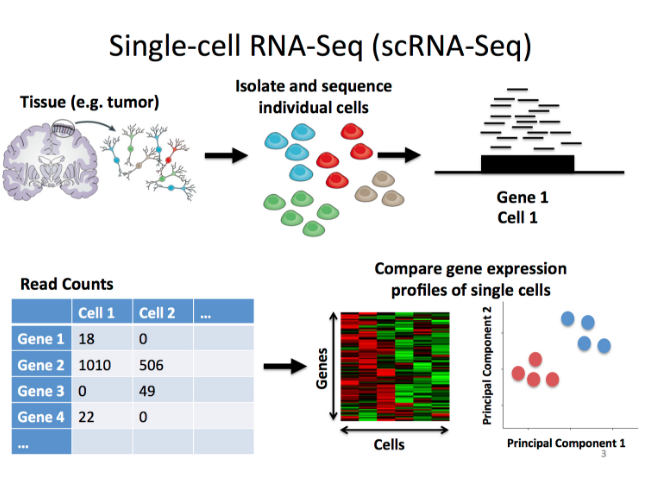 Single-cell RNA-Seq (scRNA-Seq)
Tissue (e.g. tumor)
Isolate and sequence
individual cells
Gene 1
Cell 1
Read Counts
Cell 1 Cell 2 ...
Gene 1 18 0
Gene 2 1010 506
Gene 3 0 49
Gene 4 22 0
...
Compare gene expression
profiles of single cells
Genes
Cells
Principal Component 2
Principal Component 1
3